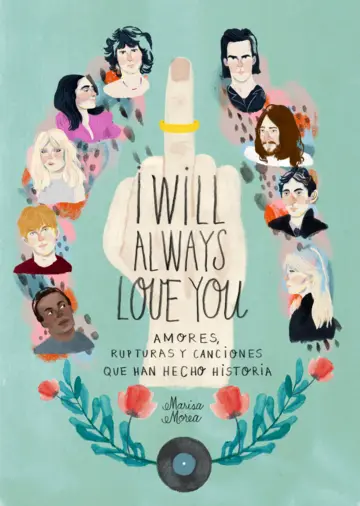 i WiLL
ALWAYS
LOVE YOU
AMORES,
RUPTURAS Y CANCIONES
QUE HAN HECHO HISTORIA
Marisa
Morea